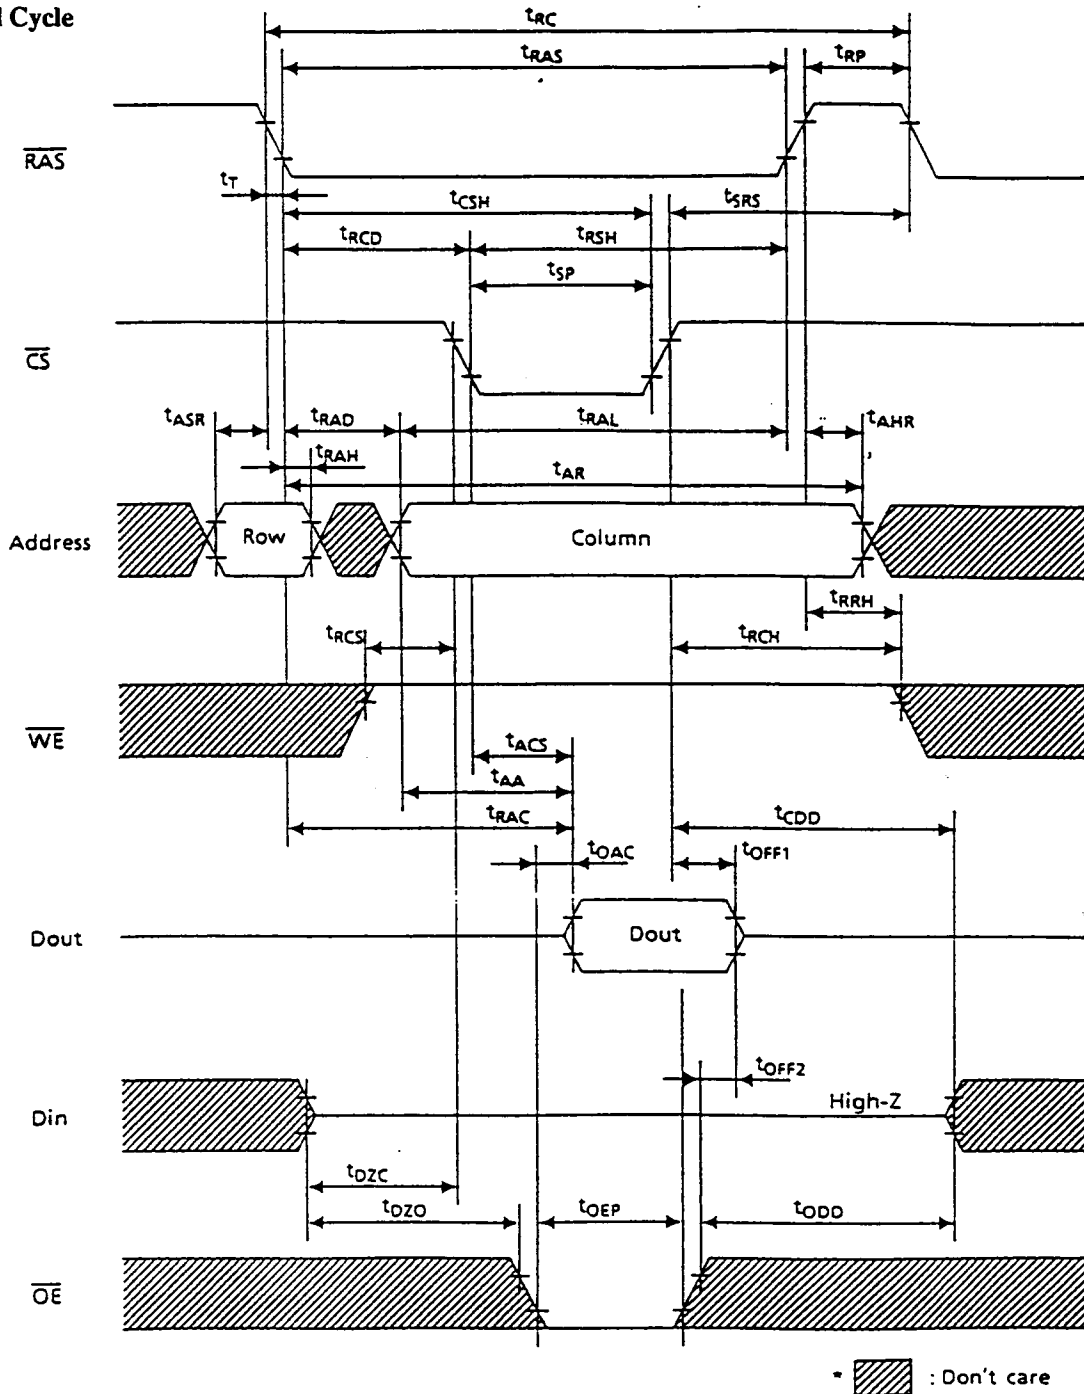 Cycle
tRC
tRAS
tRP
RAS
tT
tCSH
tSRS
tRCD
tRSH
tSP
CS
tASR
tRAD
tRAL
tAHR
tRAH
tAR
Address
Row
Column
tRRH
tRCS
tRCH
WE
tACS
tAA
tRAC
tCDD
tOAC
tOFF1
Dout
Dout
tOFF2
Din
High-Z
tDZC
tDZO
tOEP
tODD
OE
* : Don't care